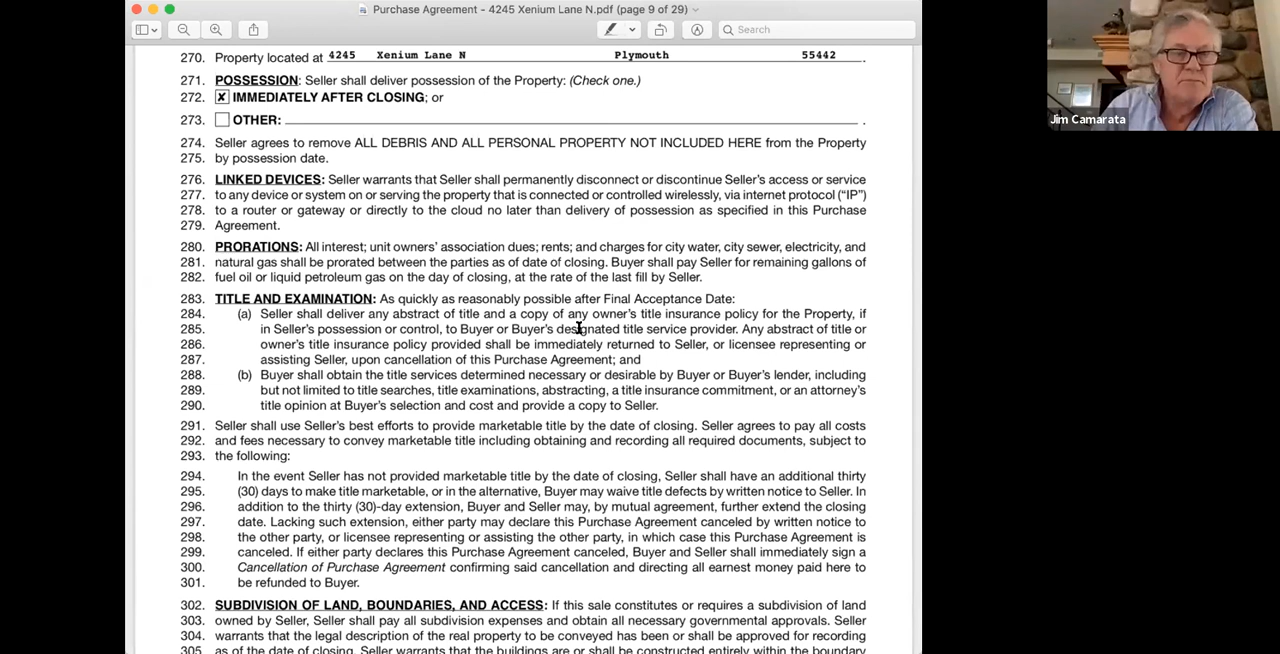 Purchase Agreement - 4245 Xenium Lane N.pdf (page 9 of 29)
Search
270. Property located at 4245 Xenium Lane N Plymouth 55442 .
271. POSSESSION: Seller shall deliver possession of the Property: (Check one.)
272. X IMMEDIATELY AFTER CLOSING; or
273. OTHER: .
274. Seller agrees to remove ALL DEBRIS AND ALL PERSONAL PROPERTY NOT INCLUDED HERE from the Property
275. by possession date.
276. LINKED DEVICES: Seller warrants that Seller shall permanently disconnect or discontinue Seller's access or service
277. to any device or system on or serving the property that is connected or controlled wirelessly, via internet protocol ("IP")
278. to a router or gateway or directly to the cloud no later than delivery of possession as specified in this Purchase
279. Agreement.
280. PRORATIONS: All interest; unit owners' association dues; rents; and charges for city water, city sewer, electricity, and
281. natural gas shall be prorated between the parties as of date of closing. Buyer shall pay Seller for remaining gallons of
282. fuel oil or liquid petroleum gas on the day of closing, at the rate of the last fill by Seller.
283. TITLE AND EXAMINATION: As quickly as reasonably possible after Final Acceptance Date:
284. (a) Seller shall deliver any abstract of title and a copy of any owner's title insurance policy for the Property, if
285. in Seller's possession or control, to Buyer or Buyer's designated title service provider. Any abstract of title or
286. owner's title insurance policy provided shall be immediately returned to Seller, or licensee representing or
287. assisting Seller, upon cancellation of this Purchase Agreement; and
288. (b) Buyer shall obtain the title services determined necessary or desirable by Buyer or Buyer's lender, including
289. but not limited to title searches, title examinations, abstracting, a title insurance commitment, or an attorney's
290. title opinion at Buyer's selection and cost and provide a copy to Seller.
291. Seller shall use Seller's best efforts to provide marketable title by the date of closing. Seller agrees to pay all costs
292. and fees necessary to convey marketable title including obtaining and recording all required documents, subject to
293. the following:
294. In the event Seller has not provided marketable title by the date of closing, Seller shall have an additional thirty
295. (30) days to make title marketable, or in the alternative, Buyer may waive title defects by written notice to Seller. In
296. addition to the thirty (30)-day extension, Buyer and Seller may, by mutual agreement, further extend the closing
297. date. Lacking such extension, either party may declare this Purchase Agreement canceled by written notice to
298. the other party, or licensee representing or assisting the other party, in which case this Purchase Agreement is
299. canceled. If either party declares this Purchase Agreement canceled, Buyer and Seller shall immediately sign a
300. Cancellation of Purchase Agreement confirming said cancellation and directing all earnest money paid here to
301. be refunded to Buyer.
302. SUBDIVISION OF LAND, BOUNDARIES, AND ACCESS: If this sale constitutes or requires a subdivision of land
303. owned by Seller, Seller shall pay all subdivision expenses and obtain all necessary governmental approvals. Seller
304. warrants that the legal description of the real property to be conveyed has been or shall be approved for recording
305. as of the date of closing. Seller warrants that the buildings are or shall be constructed entirely within the boundary
Jim Camarata